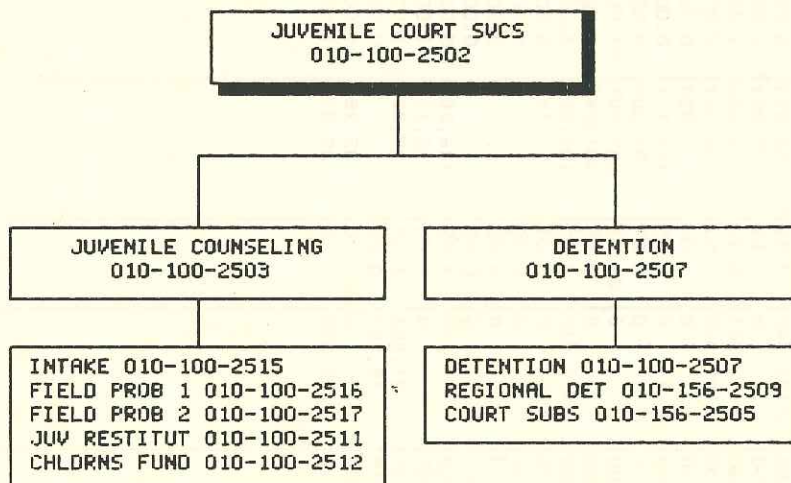 JUVENILE COURT SVCS
010-100-2502
JUVENILE COUNSELING
010-100-2503
DETENTION
010-100-2507
INTAKE 010-100-2515
FIELD PROB 1 010-100-2516
FIELD PROB 2 010-100-2517
JUV RESTITUT 010-100-2511
CHLDRNS FUND 010-100-2512
DETENTION 010-100-2507
REGIONAL DET 010-156-2509
COURT SUBS 010-156-2505